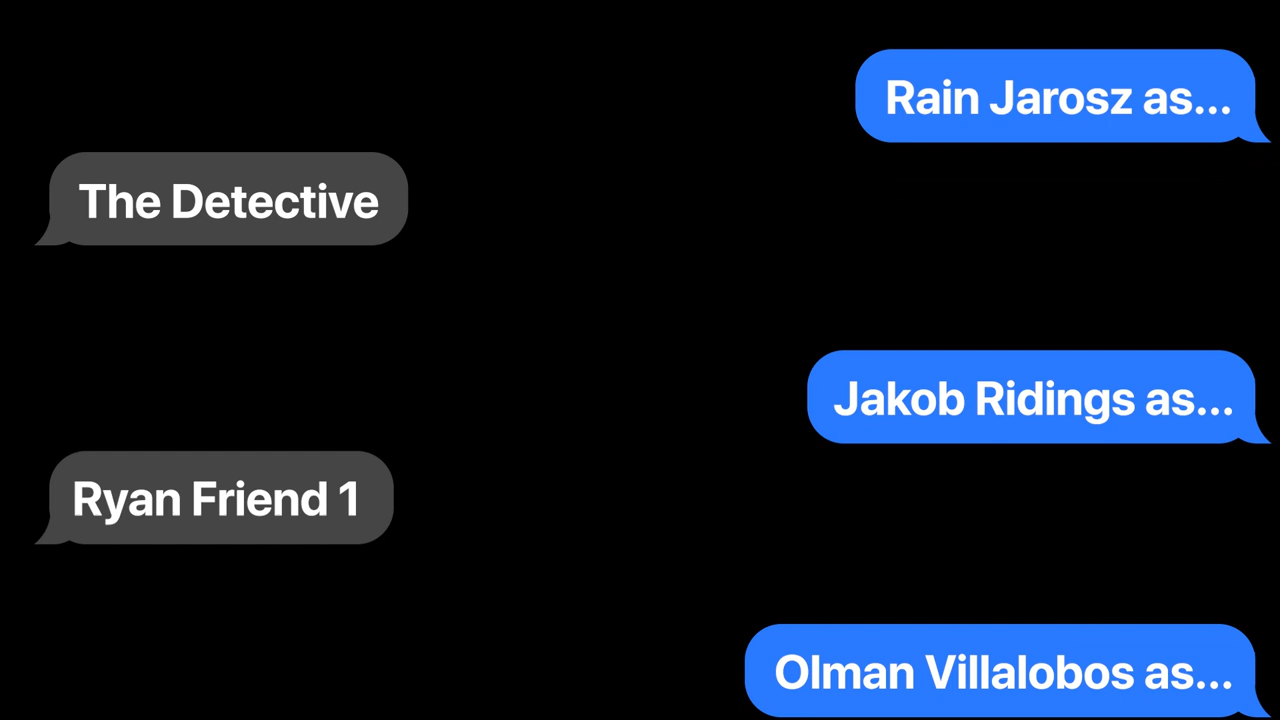 Rain Jarosz as...
The Detective
Jakob Ridings as...
Ryan Friend 1
Olman Villalobos as...